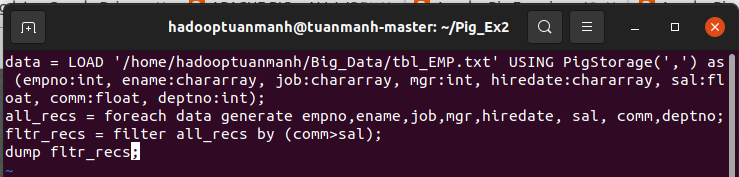 hadooptuanmanh@tuanmanh-master: ~/Pig_Ex2
data = LOAD '/home/hadooptuanmanh/Big_Data/tbl_EMP.txt' USING PigStorage(',') as
 (empno:int, ename:chararray, job:chararray, mgr:int, hiredate:chararray, sal:fl
oat, comm:float, deptno:int);
all_recs = foreach data generate empno,ename,job,mgr,hiredate, sal, comm,deptno;
fltr_recs = filter all_recs by (comm>sal);
dump fltr_recs;
~